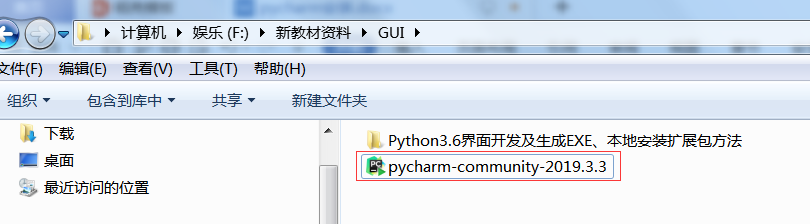 计算机 ▸ 娱乐 (F:) ▸ 新教材资料 ▸ GUI ▸
文件(F) 编辑(E) 查看(V) 工具(T) 帮助(H)
组织 包含到库中 共享 新建文件夹
下载
Python3.6界面开发及生成EXE、本地安装扩展包方法
桌面
pycharm-community-2019.3.3
最近访问的位置